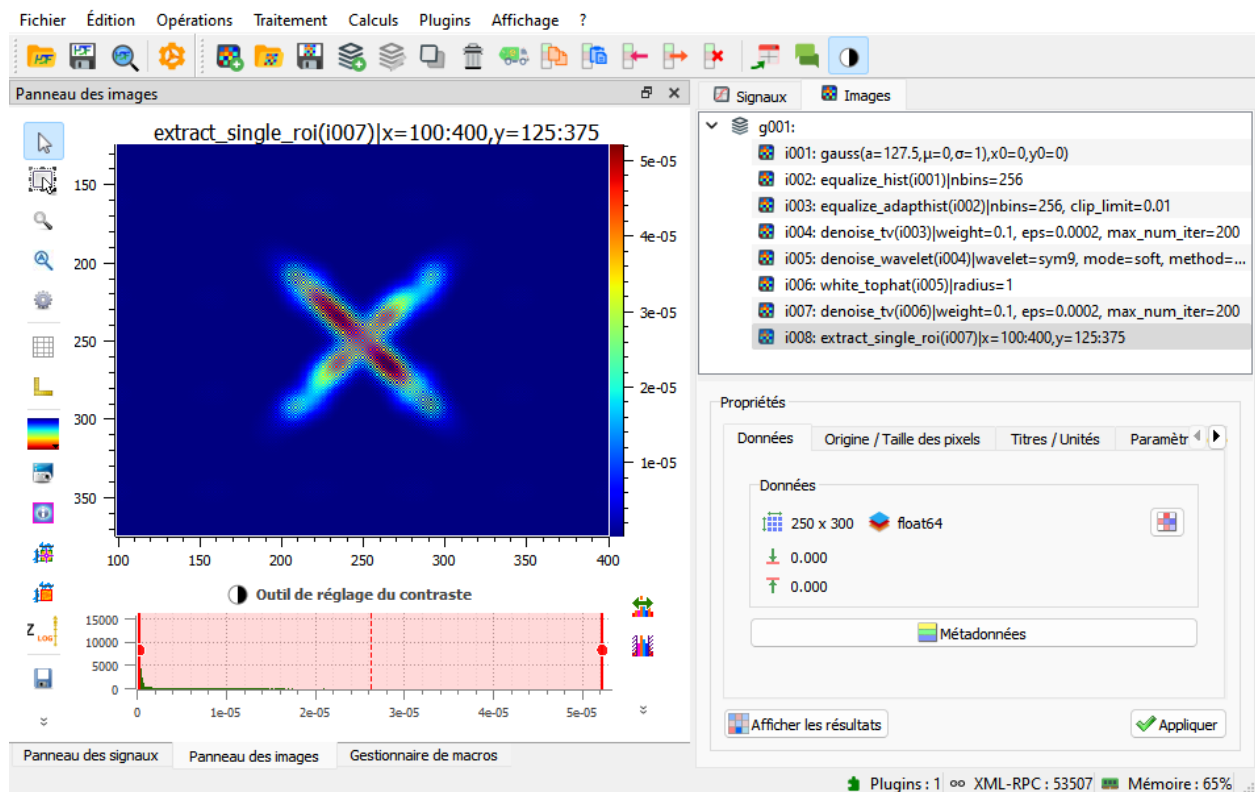 Fichier Édition Opérations Traitement Calculs Plugins Affichage ?
Panneau des images
extract_single_roi(i007)|x=100:400,y=125:375
150
200
250
300
350
100 150 200 250 300 350 400
5e-05
4e-05
3e-05
2e-05
1e-05
Outil de réglage du contraste
15000
10000
5000
0
0 1e-05 2e-05 3e-05 4e-05 5e-05
Z LOG
Panneau des signaux Panneau des images Gestionnaire de macros
Signaux Images
g001:
i001: gauss(a=127.5,μ=0,σ=1),x0=0,y0=0)
i002: equalize_hist(i001)|nbins=256
i003: equalize_adapthist(i002)|nbins=256, clip_limit=0.01
i004: denoise_tv(i003)|weight=0.1, eps=0.0002, max_num_iter=200
i005: denoise_wavelet(i004)|wavelet=sym9, mode=soft, method=...
i006: white_tophat(i005)|radius=1
i007: denoise_tv(i006)|weight=0.1, eps=0.0002, max_num_iter=200
i008: extract_single_roi(i007)|x=100:400,y=125:375
Propriétés
Données Origine / Taille des pixels Titres / Unités Paramètr
Données
250 x 300 float64
0.000
0.000
Métadonnées
Afficher les résultats Appliquer
Plugins : 1 XML-RPC : 53507 Mémoire : 65%